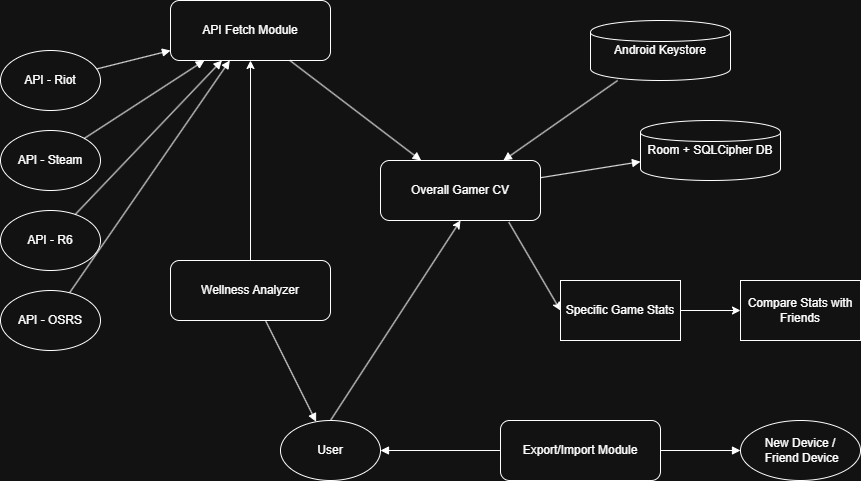 API Fetch Module
Android Keystore
API - Riot
API - Steam
Room + SQLCipher DB
Overall Gamer CV
API - R6
Wellness Analyzer
API - OSRS
Specific Game Stats
Compare Stats with
Friends
User
Export/Import Module
New Device /
Friend Device